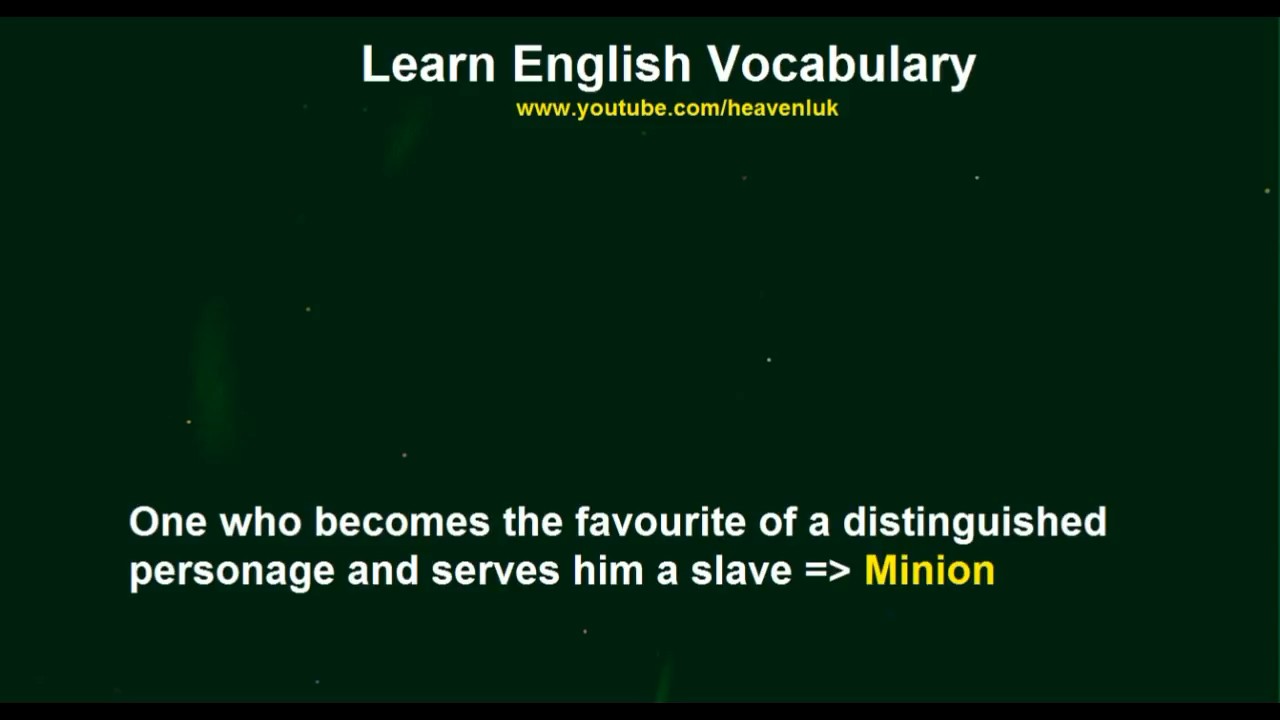 Learn English Vocabulary
www.youtube.com/heavenluk
One who becomes the favourite of a distinguished
personage and serves him a slave => Minion